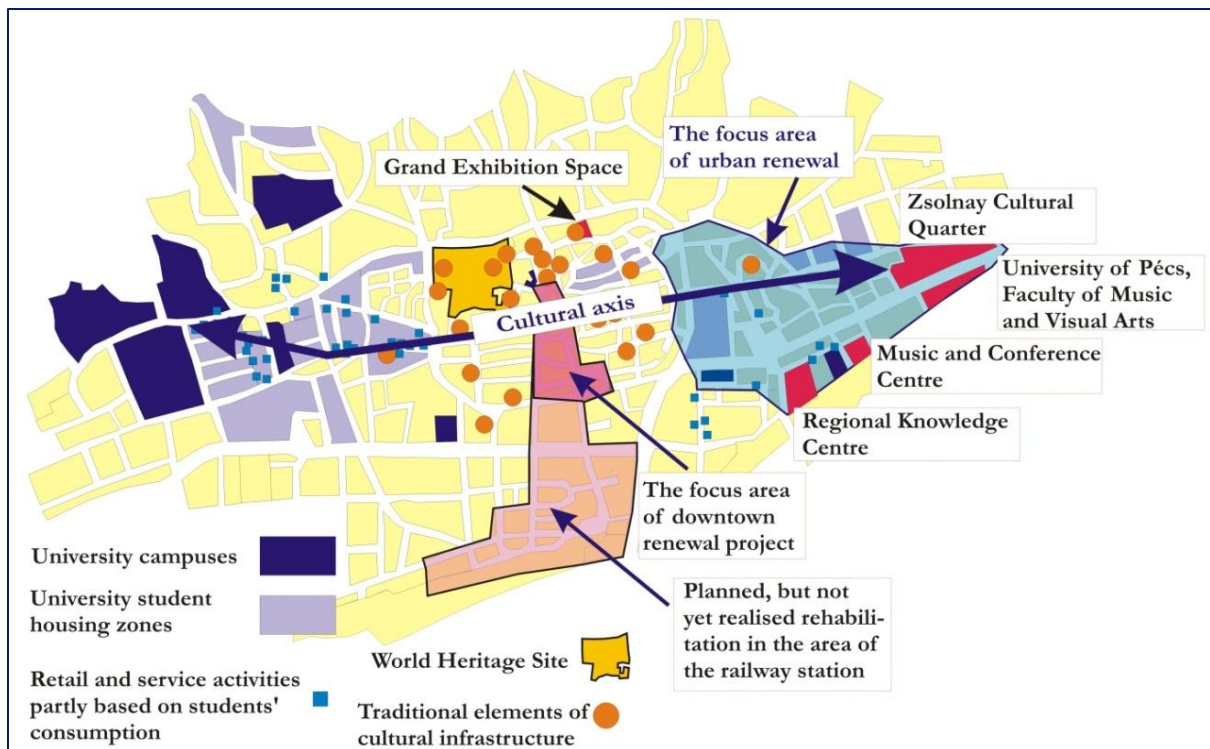 The focus area
of urban renewal
Grand Exhibition Space
Zsolnay Cultural
Quarter
University of Pécs,
Faculty of Music
and Visual Arts
Cultural axis
Music and Conference
Centre
Regional Knowledge
Centre
The focus area
of downtown
renewal project
Planned, but not
yet realised rehabili-
tation in the area of
the railway station
University campuses
University student
housing zones
Retail and service activities
partly based on students'
consumption
World Heritage Site
Traditional elements of
cultural infrastructure